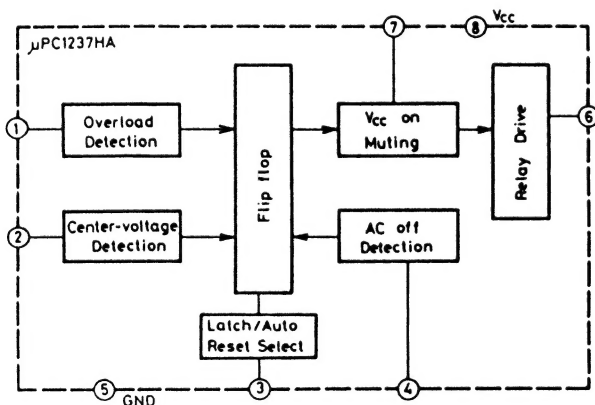 μPC1237HA
7
8
Vcc
1
Overload
Detection
Flip flop
Vcc on
Muting
Relay Drive
6
2
Center-voltage
Detection
AC off
Detection
Latch/Auto
Reset Select
5
GND
3
4